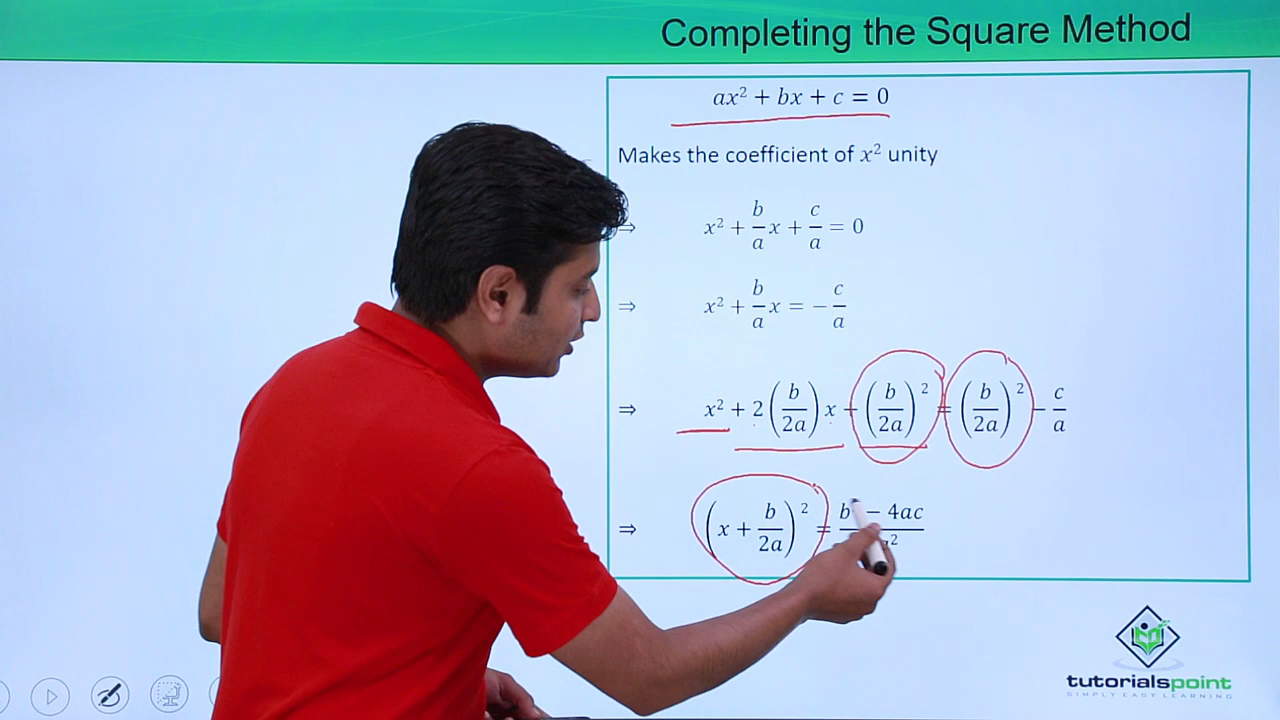 Completing the Square Method
ax² + bx + c = 0
Makes the coefficient of x² unity
⇒ x² + b/a x + c/a = 0
⇒ x² + b/a x = − c/a
⇒ x² + 2 (b/2a) x + (b/2a)² = (b/2a)² − c/a
⇒ (x + b/2a)² = b − 4ac
tutorialspoint
SIMPLY EASY LEARNING